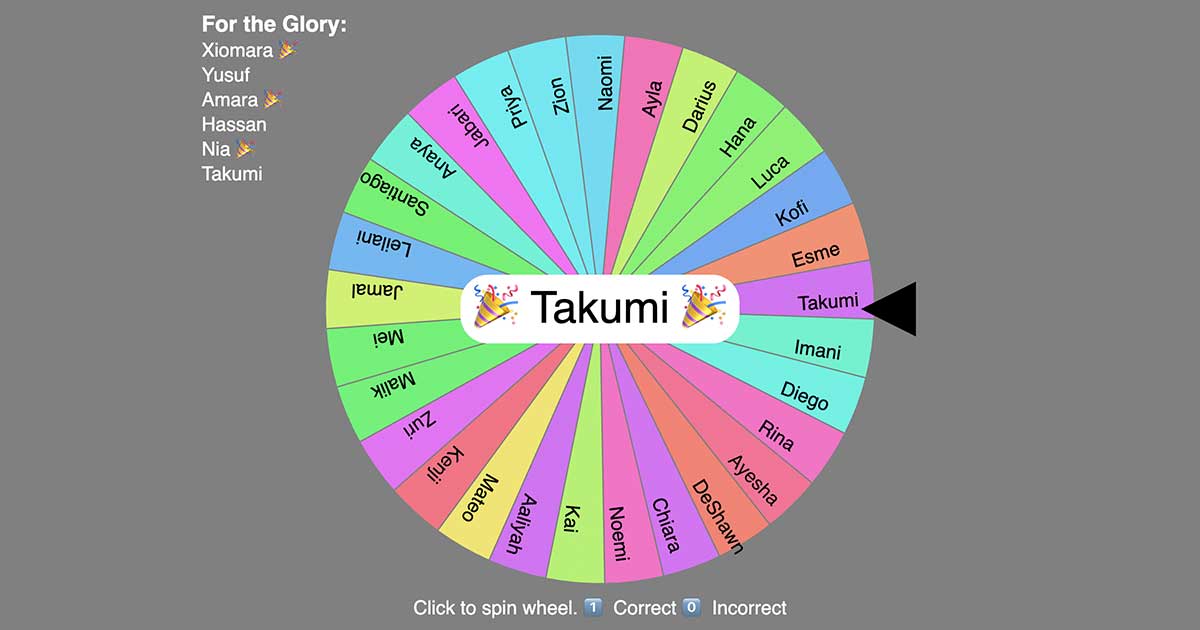 For the Glory:
Xiomara 🎉
Yusuf
Amara 🎉
Hassan
Nia 🎉
Takumi
Naomi
Ayla
Darius
Hana
Luca
Kofi
Esme
Takumi
Imani
Diego
Rina
Ayesha
DeShawn
Chiara
Noemi
Kai
Aaliyah
Mateo
Kenji
Zuri
Malik
Mei
Jamal
Leilani
Santiago
Anaya
Jabari
Priya
Zion
🎉 Takumi 🎉
Click to spin wheel. 1️⃣ Correct 0️⃣ Incorrect